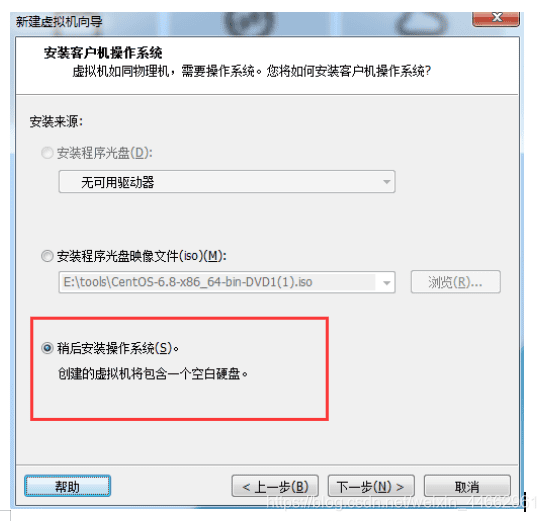 新建虚拟机向导
安装客户机操作系统
虚拟机如同物理机，需要操作系统。您将如何安装客户机操作系统?
安装来源:
安装程序光盘(D):
无可用驱动器
安装程序光盘映像文件(iso)(M):
E:\tools\CentOS-6.8-x86_64-bin-DVD1(1).iso
浏览(R)...
稍后安装操作系统(S)。
创建的虚拟机将包含一个空白硬盘。
帮助
< 上一步(B)
下一步(N) >
取消
https://blog.csdn.net/weixin_44662961